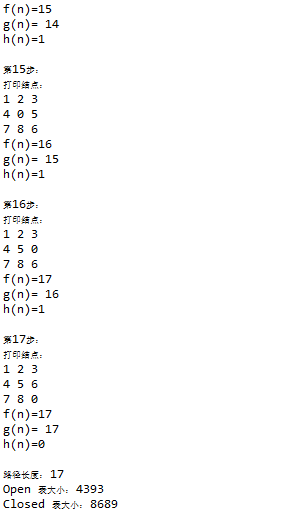 f(n)=15
g(n)= 14
h(n)=1
第15步:
打印结点:
1 2 3
4 0 5
7 8 6
f(n)=16
g(n)= 15
h(n)=1
第16步:
打印结点:
1 2 3
4 5 0
7 8 6
f(n)=17
g(n)= 16
h(n)=1
第17步:
打印结点:
1 2 3
4 5 6
7 8 0
f(n)=17
g(n)= 17
h(n)=0
路径长度: 17
Open 表大小: 4393
Closed 表大小: 8689